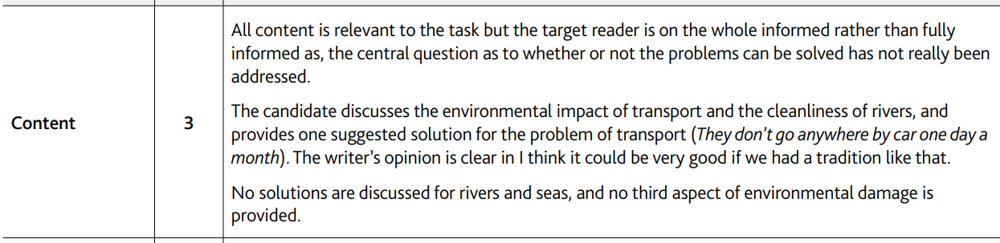 All content is relevant to the task but the target reader is on the whole informed rather than fully
informed as, the central question as to whether or not the problems can be solved has not really been
addressed.
Content
3
The candidate discusses the environmental impact of transport and the cleanliness of rivers, and
provides one suggested solution for the problem of transport (They don't go anywhere by car one day a
month). The writer's opinion is clear in I think it could be very good if we had a tradition like that.
No solutions are discussed for rivers and seas, and no third aspect of environmental damage is
provided.